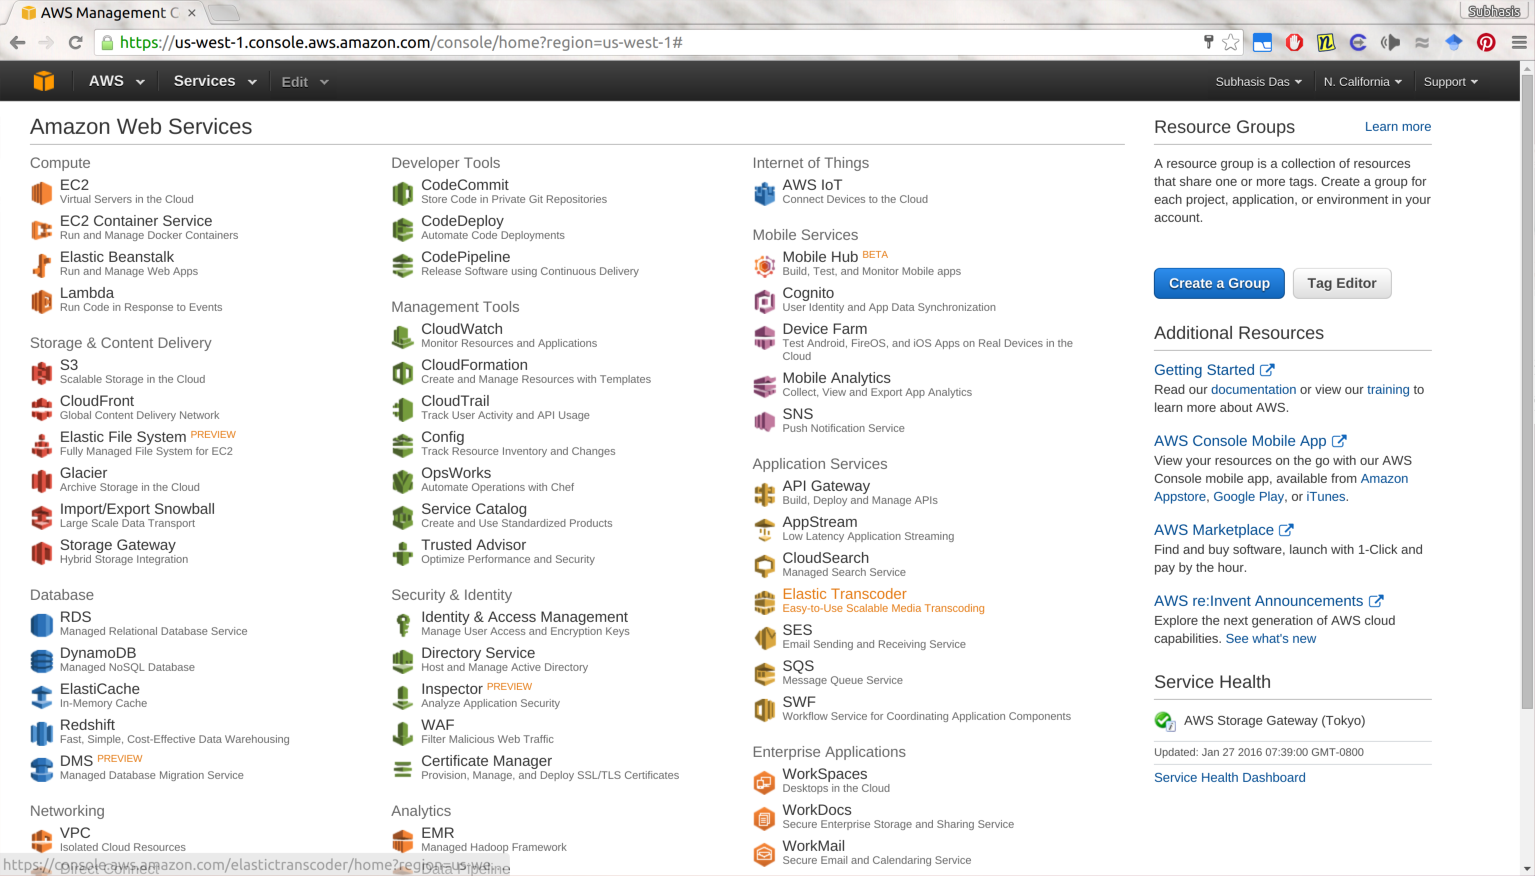 AWS Management C
Subhasis
https://us-west-1.console.aws.amazon.com/console/home?region=us-west-1#
AWS
Services
Edit
Subhasis Das
N. California
Support
Amazon Web Services
Compute
EC2
Virtual Servers in the Cloud
EC2 Container Service
Run and Manage Docker Containers
Elastic Beanstalk
Run and Manage Web Apps
Lambda
Run Code in Response to Events
Storage & Content Delivery
S3
Scalable Storage in the Cloud
CloudFront
Global Content Delivery Network
Elastic File System PREVIEW
Fully Managed File System for EC2
Glacier
Archive Storage in the Cloud
Import/Export Snowball
Large Scale Data Transport
Storage Gateway
Hybrid Storage Integration
Database
RDS
Managed Relational Database Service
DynamoDB
Managed NoSQL Database
ElastiCache
In-Memory Cache
Redshift
Fast, Simple, Cost-Effective Data Warehousing
DMS PREVIEW
Managed Database Migration Service
Networking
VPC
Isolated Cloud Resources
Direct Connect
Developer Tools
CodeCommit
Store Code in Private Git Repositories
CodeDeploy
Automate Code Deployments
CodePipeline
Release Software using Continuous Delivery
Management Tools
CloudWatch
Monitor Resources and Applications
CloudFormation
Create and Manage Resources with Templates
CloudTrail
Track User Activity and API Usage
Config
Track Resource Inventory and Changes
OpsWorks
Automate Operations with Chef
Service Catalog
Create and Use Standardized Products
Trusted Advisor
Optimize Performance and Security
Security & Identity
Identity & Access Management
Manage User Access and Encryption Keys
Directory Service
Host and Manage Active Directory
Inspector PREVIEW
Analyze Application Security
WAF
Filter Malicious Web Traffic
Certificate Manager
Provision, Manage, and Deploy SSL/TLS Certificates
Analytics
EMR
Managed Hadoop Framework
Data Pipeline
Internet of Things
AWS IoT
Connect Devices to the Cloud
Mobile Services
Mobile Hub BETA
Build, Test, and Monitor Mobile apps
Cognito
User Identity and App Data Synchronization
Device Farm
Test Android, FireOS, and iOS Apps on Real Devices in the
Cloud
Mobile Analytics
Collect, View and Export App Analytics
SNS
Push Notification Service
Application Services
API Gateway
Build, Deploy and Manage APIs
AppStream
Low Latency Application Streaming
CloudSearch
Managed Search Service
Elastic Transcoder
Easy-to-Use Scalable Media Transcoding
SES
Email Sending and Receiving Service
SQS
Message Queue Service
SWF
Workflow Service for Coordinating Application Components
Enterprise Applications
WorkSpaces
Desktops in the Cloud
WorkDocs
Secure Enterprise Storage and Sharing Service
WorkMail
Secure Email and Calendaring Service
Resource Groups
Learn more
A resource group is a collection of resources
that share one or more tags. Create a group for
each project, application, or environment in your
account.
Create a Group
Tag Editor
Additional Resources
Getting Started
Read our documentation or view our training to
learn more about AWS.
AWS Console Mobile App
View your resources on the go with our AWS
Console mobile app, available from Amazon
Appstore, Google Play, or iTunes.
AWS Marketplace
Find and buy software, launch with 1-Click and
pay by the hour.
AWS re:Invent Announcements
Explore the next generation of AWS cloud
capabilities. See what's new
Service Health
AWS Storage Gateway (Tokyo)
Updated: Jan 27 2016 07:39:00 GMT-0800
Service Health Dashboard
https://console.aws.amazon.com/elastictranscoder/home?region=us-we...